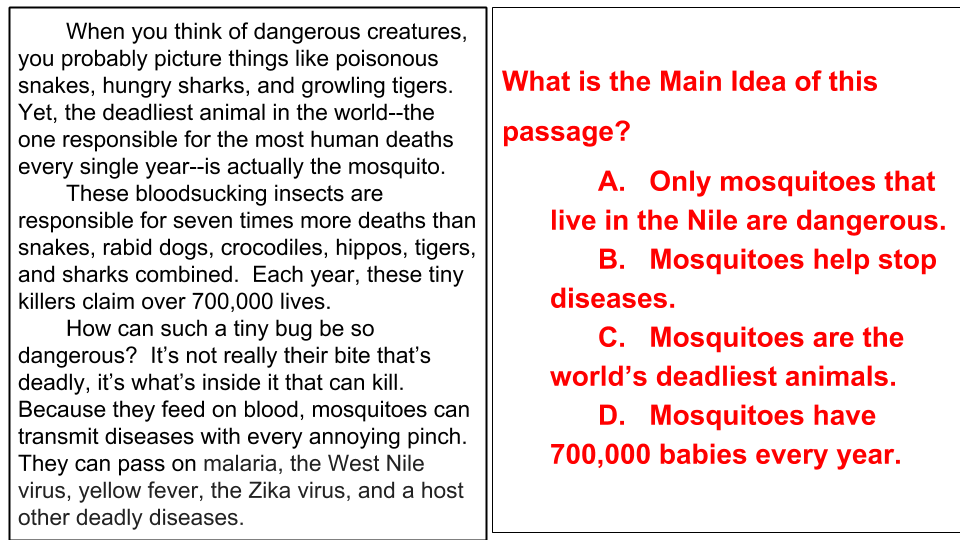 When you think of dangerous creatures,
you probably picture things like poisonous
snakes, hungry sharks, and growling tigers.
Yet, the deadliest animal in the world--the
one responsible for the most human deaths
every single year--is actually the mosquito.
These bloodsucking insects are
responsible for seven times more deaths than
snakes, rabid dogs, crocodiles, hippos, tigers,
and sharks combined.  Each year, these tiny
killers claim over 700,000 lives.
How can such a tiny bug be so
dangerous?  It’s not really their bite that’s
deadly, it’s what’s inside it that can kill.
Because they feed on blood, mosquitoes can
transmit diseases with every annoying pinch.
They can pass on malaria, the West Nile
virus, yellow fever, the Zika virus, and a host
other deadly diseases.
What is the Main Idea of this
passage?
A.   Only mosquitoes that
live in the Nile are dangerous.
B.   Mosquitoes help stop
diseases.
C.   Mosquitoes are the
world’s deadliest animals.
D.   Mosquitoes have
700,000 babies every year.